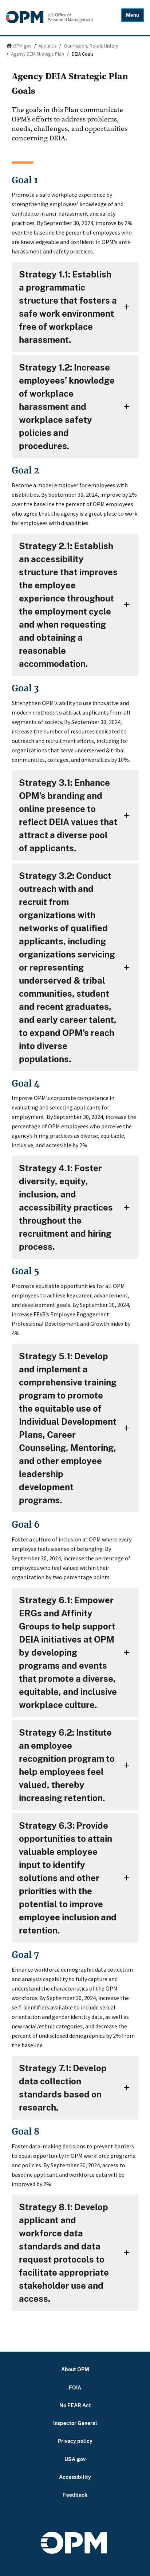 OPM
U.S. Office of
Personnel Management
Menu
OPM.gov / About Us / Our Mission, Role & History
/ Agency DEIA Strategic Plan / DEIA Goals
Agency DEIA Strategic Plan
Goals
The goals in this Plan communicate
OPM's efforts to address problems,
needs, challenges, and opportunities
concerning DEIA.
Goal 1
Promote a safe workplace experience by
strengthening employees' knowledge of and
confidence in anti-harassment and safety
practices. By September 30, 2024, improve by 2%
over the baseline the percent of employees who
are knowledgeable and confident in OPM's anti-
harassment and safety practices.
Strategy 1.1: Establish
a programmatic
structure that fosters a
safe work environment
free of workplace
harassment.
Strategy 1.2: Increase
employees' knowledge
of workplace
harassment and
workplace safety
policies and
procedures.
Goal 2
Become a model employer for employees with
disabilities. By September 30, 2024, improve by 2%
over the baseline the percent of OPM employees
who agree that the agency is a great place to work
for employees with disabilities.
Strategy 2.1: Establish
an accessibility
structure that improves
the employee
experience throughout
the employment cycle
and when requesting
and obtaining a
reasonable
accommodation.
Goal 3
Strengthen OPM's ability to use innovative and
modern methods to attract applicants from all
segments of society. By September 30, 2024,
increase the number of resources dedicated to
outreach and recruitment efforts, including for
organizations that serve underserved & tribal
communities, colleges, and universities by 10%.
Strategy 3.1: Enhance
OPM's branding and
online presence to
reflect DEIA values that
attract a diverse pool
of applicants.
Strategy 3.2: Conduct
outreach with and
recruit from
organizations with
networks of qualified
applicants, including
organizations servicing
or representing
underserved & tribal
communities, student
and recent graduates,
and early career talent,
to expand OPM's reach
into diverse
populations.
Goal 4
Improve OPM's corporate competence in
evaluating and selecting applicants for
employment. By September 30, 2024, increase the
percentage of OPM employees who perceive the
agency's hiring practices as diverse, equitable,
inclusive, and accessible by 2%.
Strategy 4.1: Foster
diversity, equity,
inclusion, and
accessibility practices
throughout the
recruitment and hiring
process.
Goal 5
Promote equitable opportunities for all OPM
employees to achieve key career, advancement,
and development goals. By September 30, 2024,
increase FEVS's Employee Engagement:
Professional Development and Growth index by
4%.
Strategy 5.1: Develop
and implement a
comprehensive training
program to promote
the equitable use of
Individual Development
Plans, Career
Counseling, Mentoring,
and other employee
leadership
development
programs.
Goal 6
Foster a culture of inclusion at OPM where every
employee feels a sense of belonging. By
September 30, 2024, increase the percentage of
employees who feel valued within their
organization by two percentage points.
Strategy 6.1: Empower
ERGs and Affinity
Groups to help support
DEIA initiatives at OPM
by developing
programs and events
that promote a diverse,
equitable, and inclusive
workplace culture.
Strategy 6.2: Institute
an employee
recognition program to
help employees feel
valued, thereby
increasing retention.
Strategy 6.3: Provide
opportunities to attain
valuable employee
input to identify
solutions and other
priorities with the
potential to improve
employee inclusion and
retention.
Goal 7
Enhance workforce demographic data collection
and analysis capability to fully capture and
understand the characteristics of the OPM
workforce. By September 30, 2024, increase the
self-identifiers available to include sexual
orientation and gender identity data, as well as
new racial/ethnic categories, and decrease the
percent of undisclosed demographics by 2% from
the baseline.
Strategy 7.1: Develop
data collection
standards based on
research.
Goal 8
Foster data-making decisions to prevent barriers
to equal opportunity in OPM workforce programs
and policies. By September 30, 2024, access to
baseline applicant and workforce data will be
improved by 2%.
Strategy 8.1: Develop
applicant and
workforce data
standards and data
request protocols to
facilitate appropriate
stakeholder use and
access.
About OPM
FOIA
No FEAR Act
Inspector General
Privacy policy
USA.gov
Accessibility
Feedback
OPM